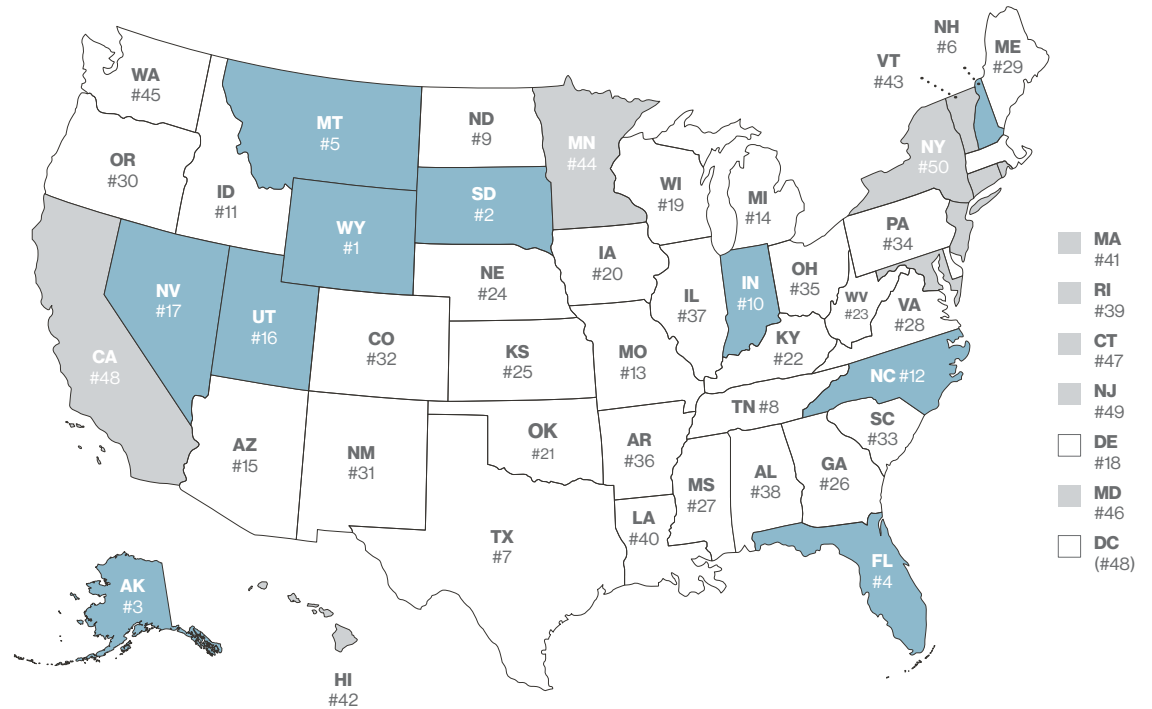 NH
#6
VT
#43
ME
#29
WA
#45
MT
#5
ND
#9
MN
#44
NY
#50
OR
#30
ID
#11
SD
#2
WI
#19
MI
#14
WY
#1
PA
#34
IA
#20
NE
#24
OH
#35
NV
#17
UT
#16
IN
#10
IL
#37
WV
#23
VA
#28
CO
#32
CA
#48
KS
#25
MO
#13
KY
#22
NC #12
TN #8
AZ
#15
NM
#31
OK
#21
AR
#36
SC
#33
MS
#27
AL
#38
GA
#26
TX
#7
LA
#40
FL
#4
AK
#3
HI
#42
MA
#41
RI
#39
CT
#47
NJ
#49
DE
#18
MD
#46
DC
(#48)